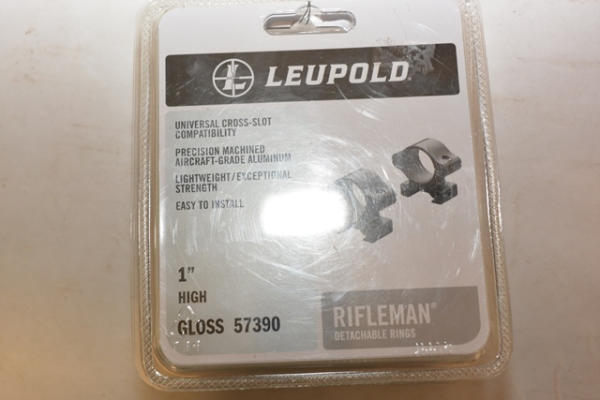 LEUPOLD
UNIVERSAL CROSS-SLOT
COMPATIBILITY
PRECISION MACHINED
AIRCRAFT-GRADE ALUMINUM
LIGHTWEIGHT/EXCEPTIONAL
STRENGTH
EASY TO INSTALL
1"
HIGH
GLOSS 57390
RIFLEMAN®
DETACHABLE RINGS